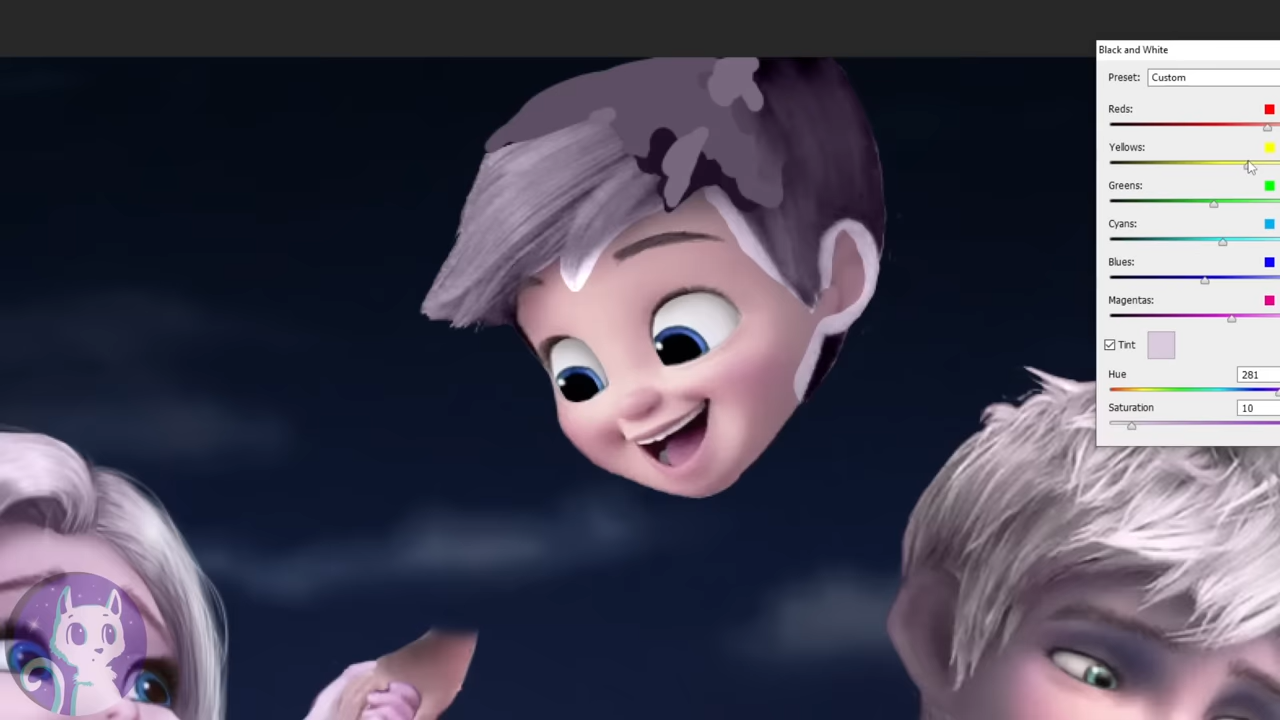 Black and White
Preset: Custom
Reds:
Yellows:
Greens:
Cyans:
Blues:
Magentas:
Tint
Hue 281
Saturation 10